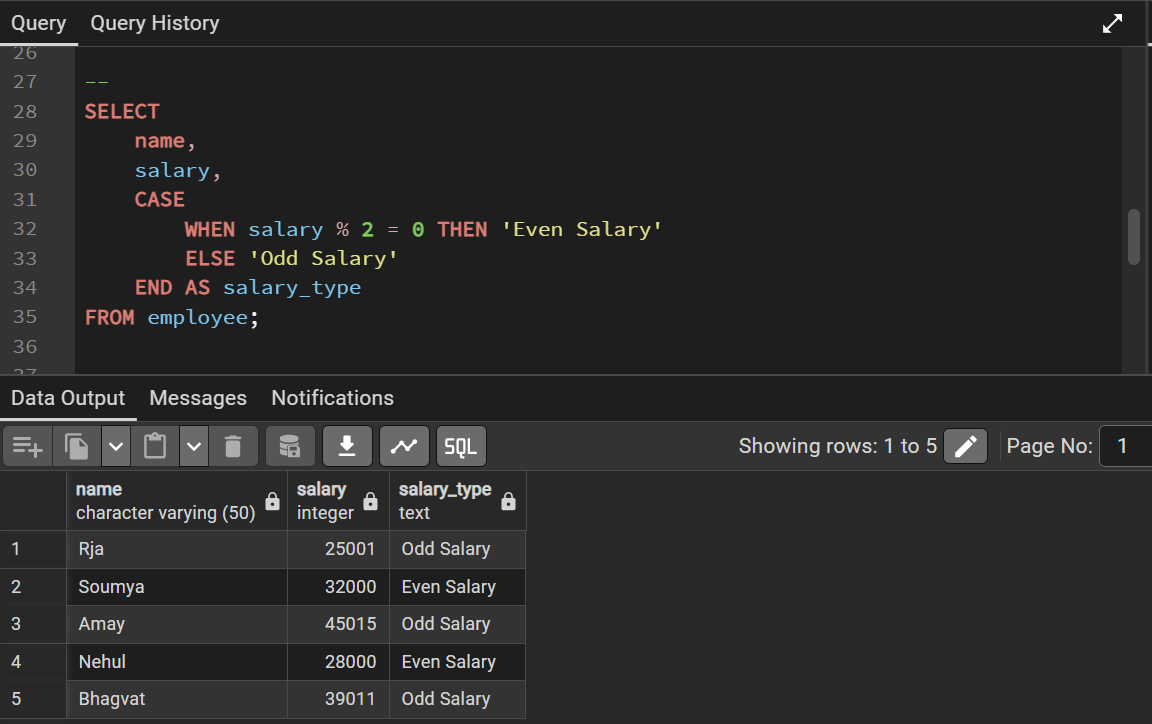 Query Query History
26
27 --
28 SELECT
29 name,
30 salary,
31 CASE
32 WHEN salary % 2 = 0 THEN 'Even Salary'
33 ELSE 'Odd Salary'
34 END AS salary_type
35 FROM employee;
36
37
Data Output Messages Notifications
SQL Showing rows: 1 to 5 Page No: 1
name salary salary_type
character varying (50) integer text
1 Rja 25001 Odd Salary
2 Soumya 32000 Even Salary
3 Amay 45015 Odd Salary
4 Nehul 28000 Even Salary
5 Bhagvat 39011 Odd Salary